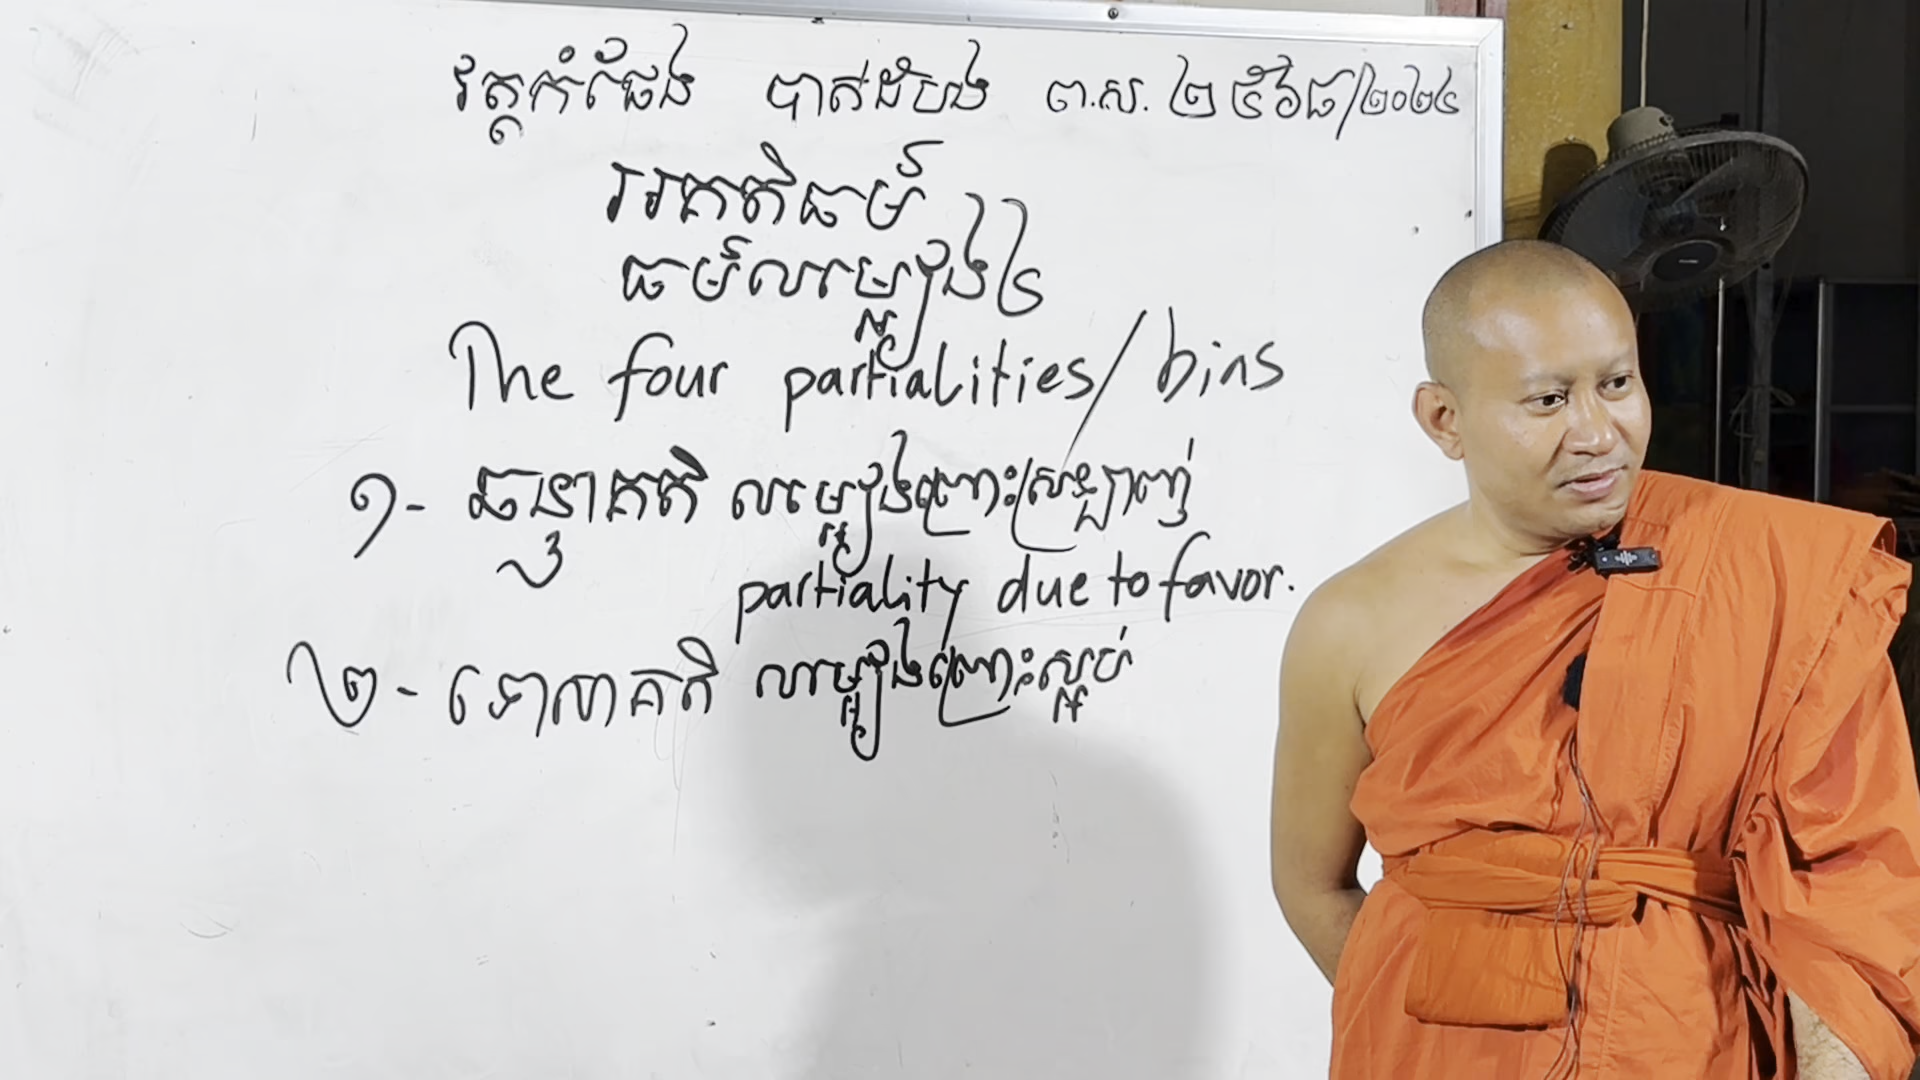 វត្តកំផែង បាត់ដំបង ព.ស. ២៥៦៨/២០២៤
អគតិធម៌
ធម៌លម្អៀង ៤
The four partialities/bias
១- ឆន្ទាគតិ លម្អៀងព្រោះស្រឡាញ់
partiality due to favor.
២- ទោសាគតិ លម្អៀងព្រោះស្អប់